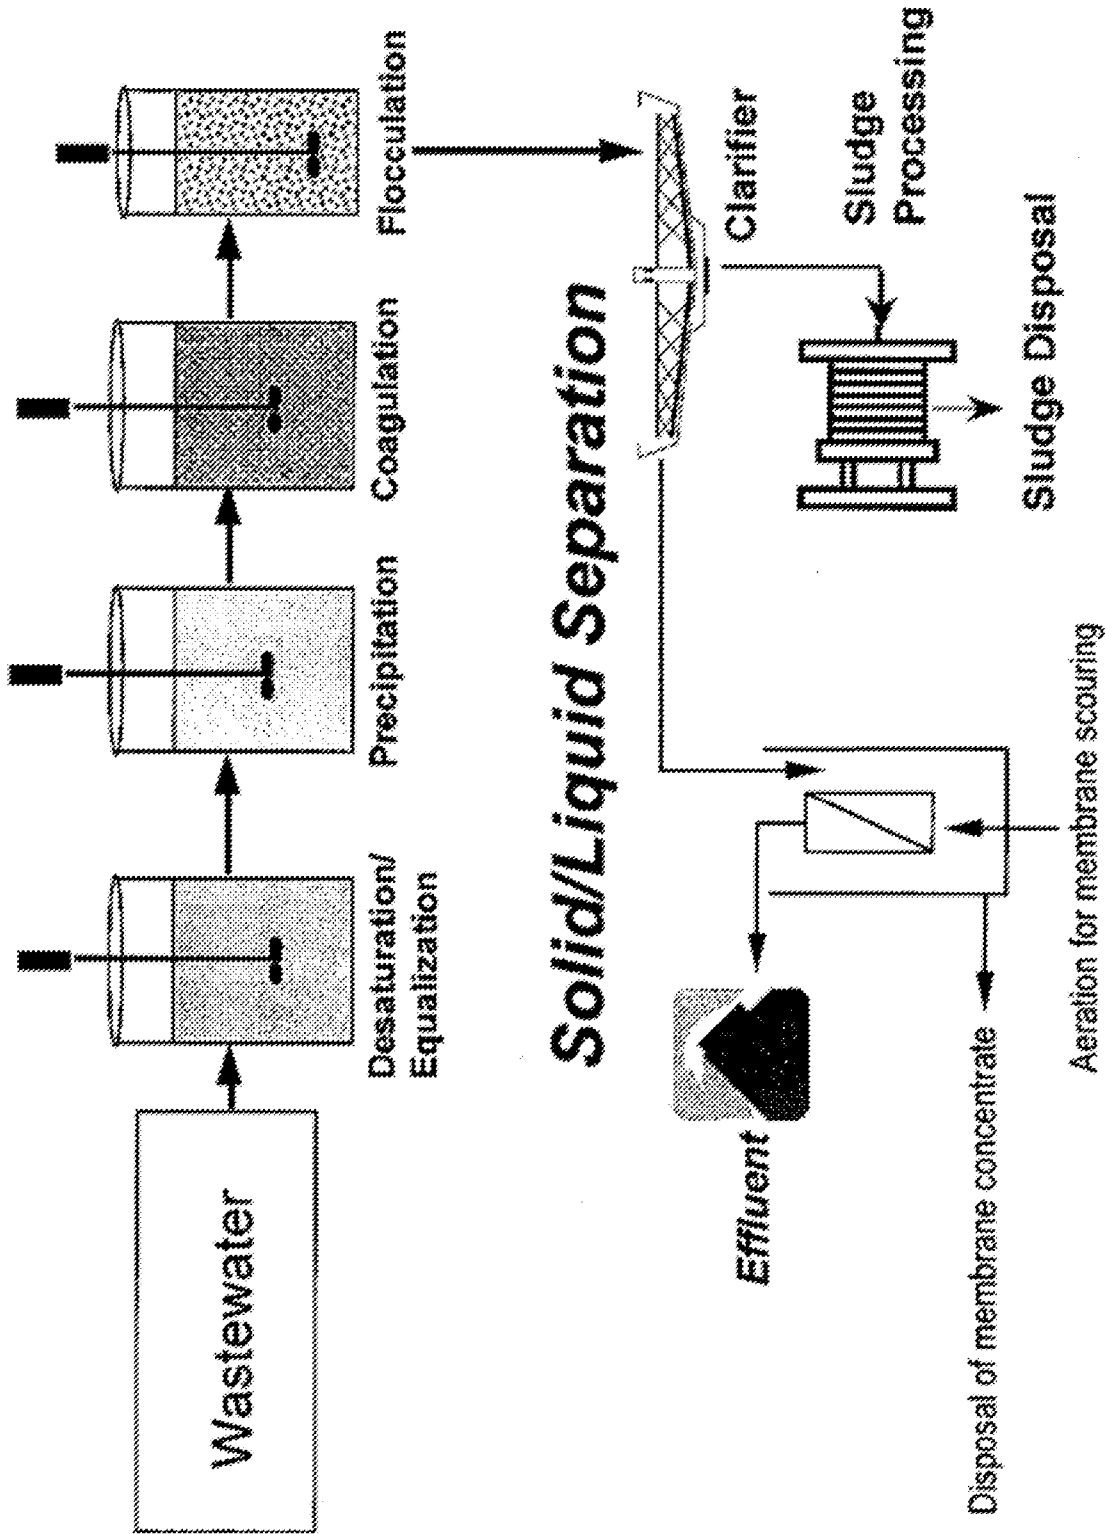 Wastewater
Desaturation/
Equalization
Precipitation
Coagulation
Flocculation
Solid/Liquid Separation
Clarifier
Sludge
Processing
Sludge Disposal
Effluent
Disposal of membrane concentrate
Aeration for membrane scouring